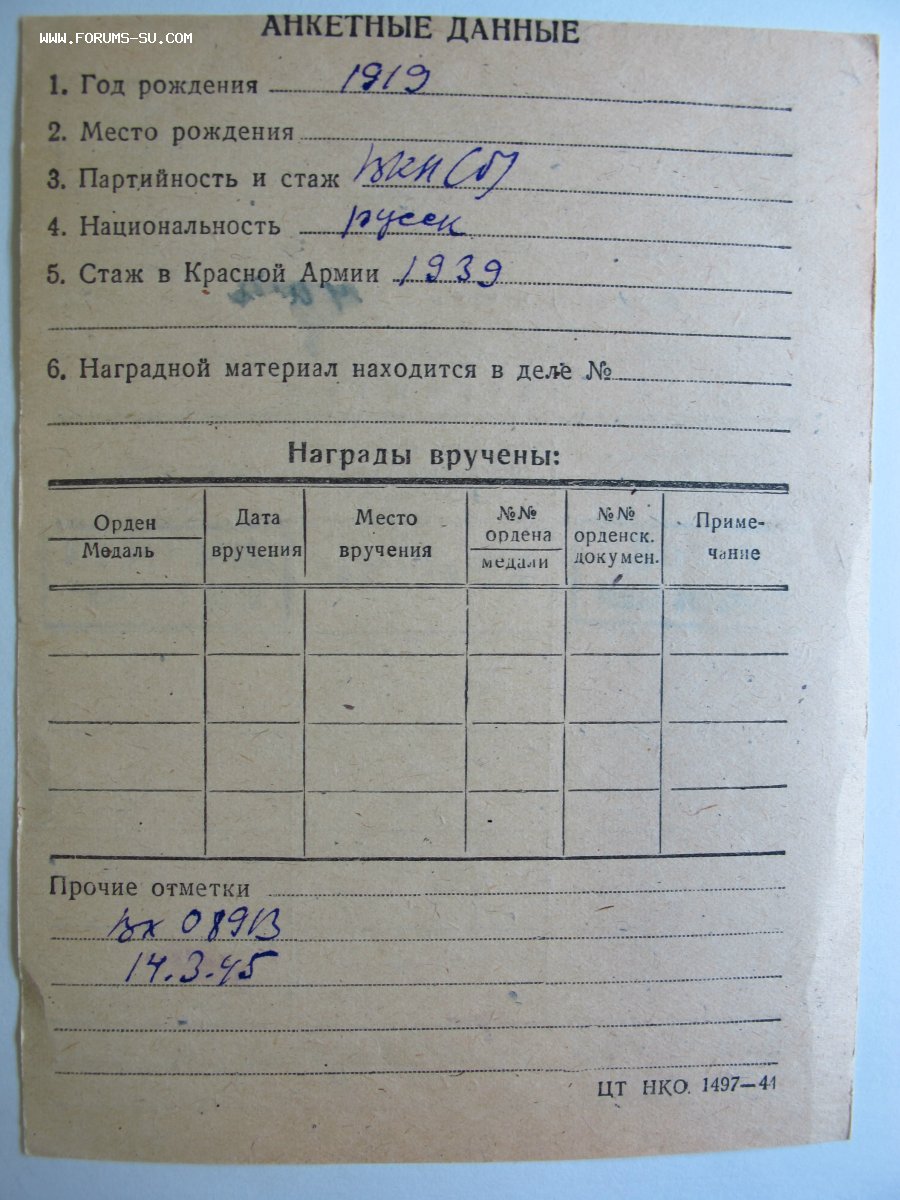 WWW.FORUMS-SU.COM
АНКЕТНЫЕ ДАННЫЕ
1. Год рождения 1919
2. Место рождения
3. Партийность и стаж ВКП(б)
4. Национальность русск
5. Стаж в Красной Армии 1939
6. Наградной материал находится в деле №
Награды вручены:
Орден
Медаль
Дата
вручения
Место
вручения
№№
ордена
медали
№№
орденск.
докумен.
Приме-
чание
Прочие отметки
вх 089В
14.3.45
ЦТ НКО. 1497—41